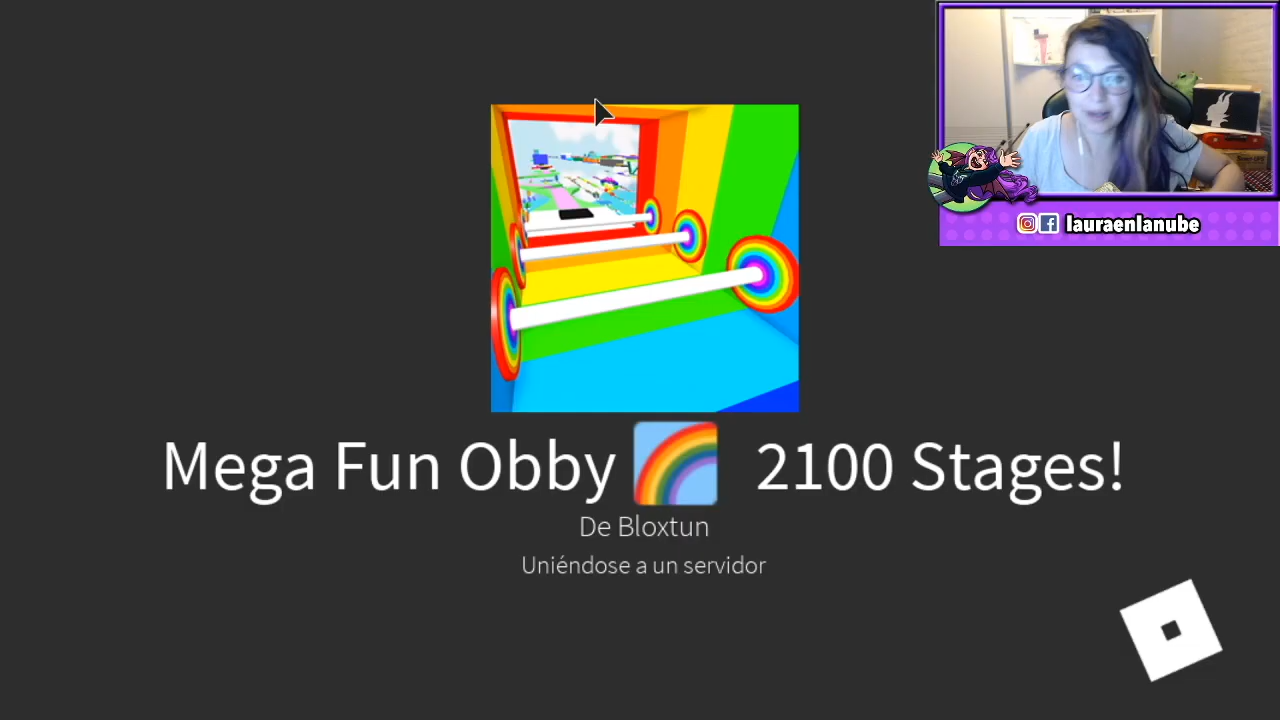 lauraenlanube
Mega Fun Obby 2100 Stages!
De Bloxtun
Uniéndose a un servidor